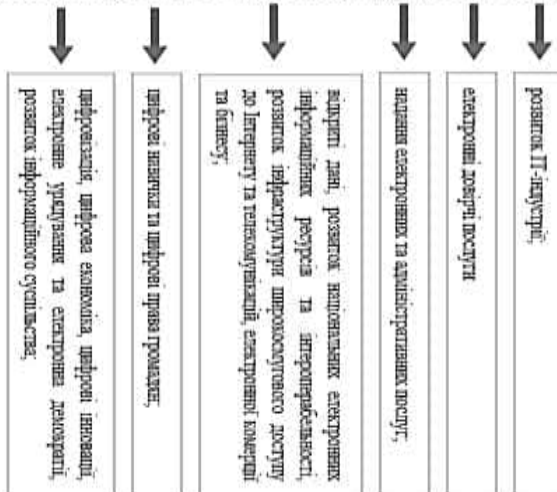 цифровізація, цифрова економіка, цифрові інновації,
електронне урядування та електронна демократії,
розвиток інформаційного суспільства;
цифрові навички та цифрові права громадян;
відкриті дані, розвиток національних електронних
інформаційних ресурсів та інтероперабельності,
розвиток інфраструктури широкосмугового доступу
до Інтернету та телекомунікацій, електронної комерції
та бізнесу;
надання електронних та адміністративних послуг;
електронні довірчі послуги
розвиток ІТ-індустрії;